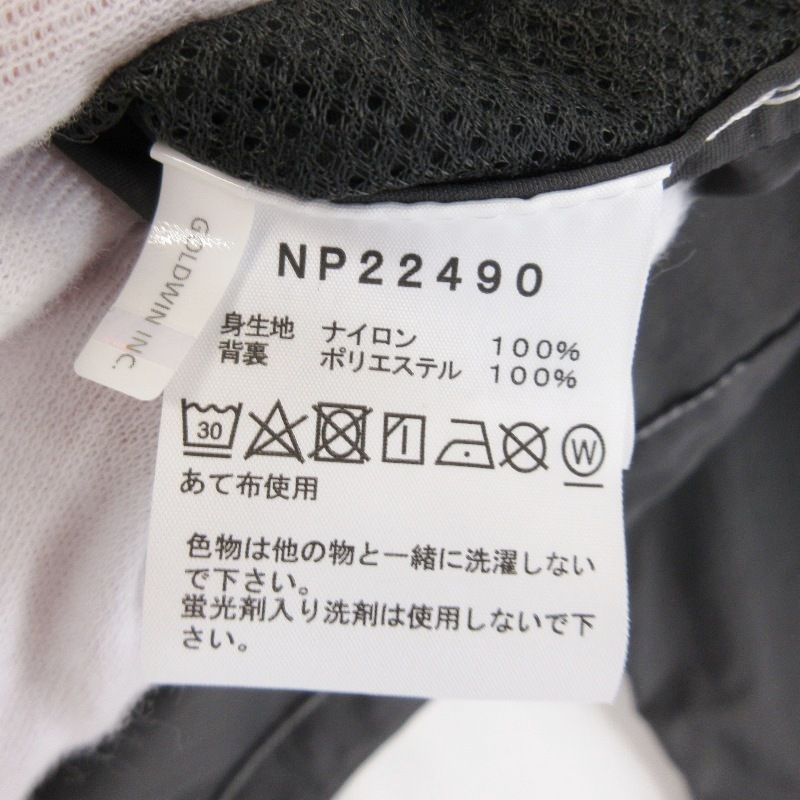 GOLDWIN INC.
NP22490
身生地 ナイロン 100%
背裏 ポリエステル 100%
30
W
あて布使用
色物は他の物と一緒に洗濯しない
で下さい。
蛍光剤入り洗剤は使用しないで下
さい。